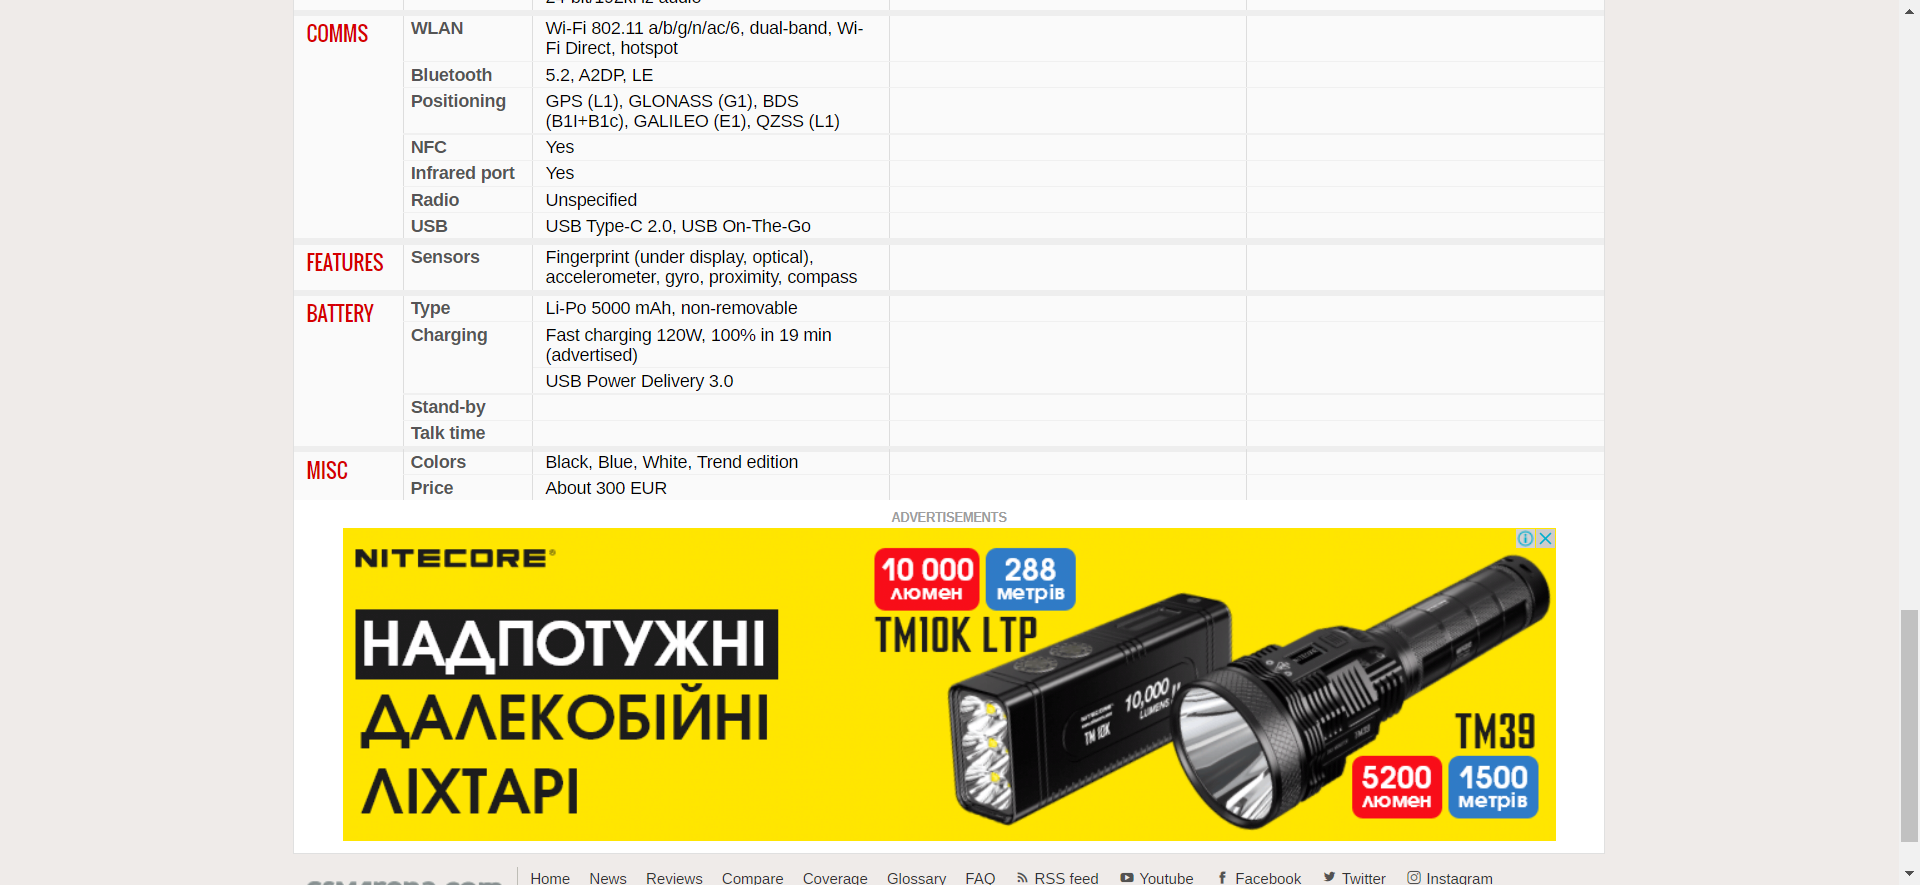 COMMS
WLAN
Wi-Fi 802.11 a/b/g/n/ac/6, dual-band, Wi-
Fi Direct, hotspot
Bluetooth
5.2, A2DP, LE
Positioning
GPS (L1), GLONASS (G1), BDS
(B1I+B1c), GALILEO (E1), QZSS (L1)
NFC
Yes
Infrared port
Yes
Radio
Unspecified
USB
USB Type-C 2.0, USB On-The-Go
FEATURES
Sensors
Fingerprint (under display, optical),
accelerometer, gyro, proximity, compass
BATTERY
Type
Li-Po 5000 mAh, non-removable
Charging
Fast charging 120W, 100% in 19 min
(advertised)
USB Power Delivery 3.0
Stand-by
Talk time
MISC
Colors
Black, Blue, White, Trend edition
Price
About 300 EUR
ADVERTISEMENTS
NITECORE®
НАДПОТУЖНІ
ДАЛЕКОБІЙНІ
ЛІХТАРІ
10 000
люмен
288
метрів
TM10K LTP
NITECORE
10,000
LUMENS
TM 10K
TM39
5200
люмен
1500
метрів
Home News Reviews Compare Coverage Glossary FAQ RSS feed Youtube Facebook Twitter Instagram